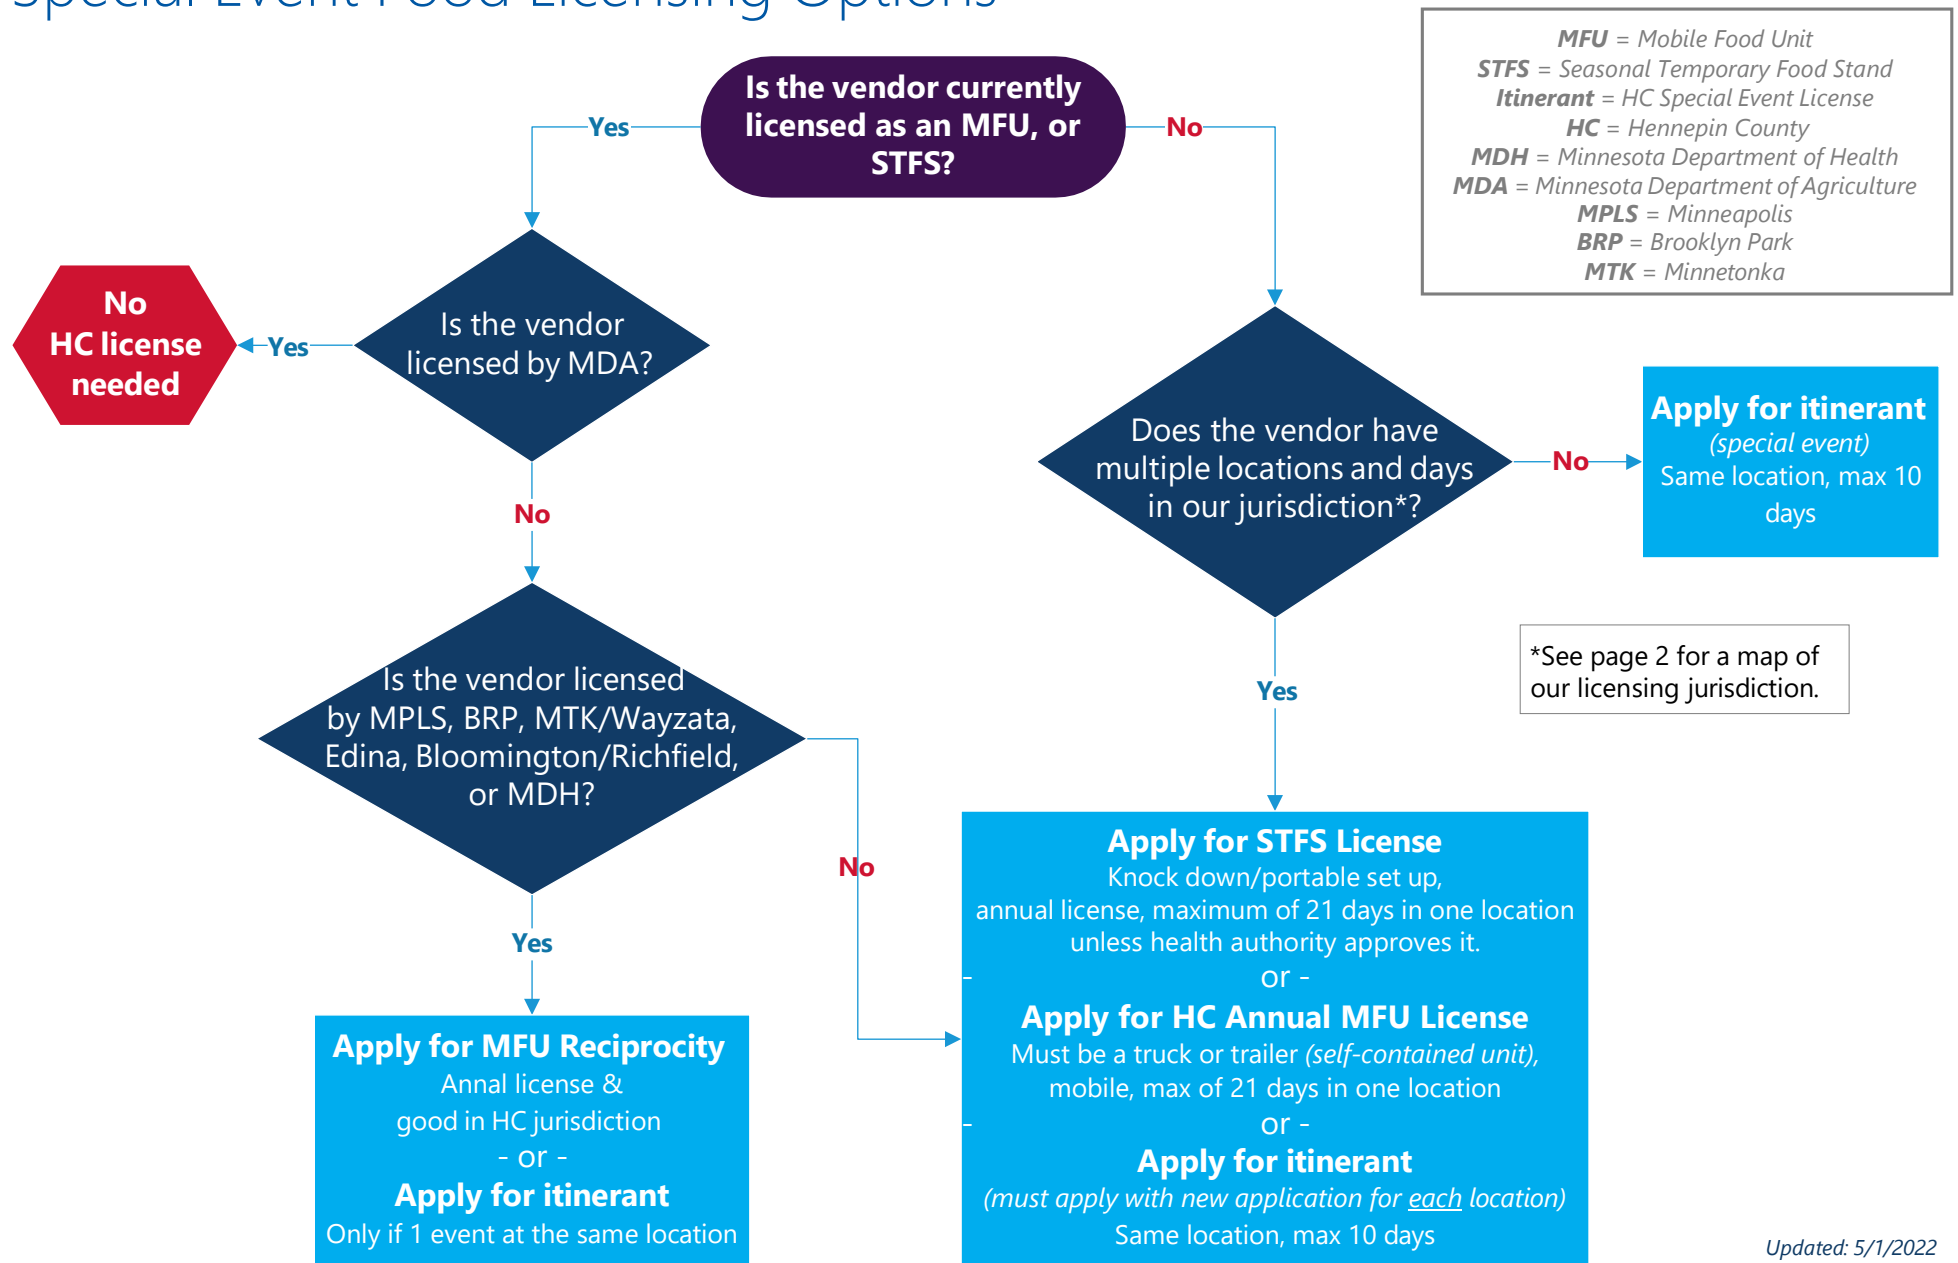 Special Event Food Licensing Options
MFU = Mobile Food Unit
STFS = Seasonal Temporary Food Stand
Itinerant = HC Special Event License
HC = Hennepin County
MDH = Minnesota Department of Health
MDA = Minnesota Department of Agriculture
MPLS = Minneapolis
BRP = Brooklyn Park
MTK = Minnetonka
Is the vendor currently
licensed as an MFU, or
STFS?
Yes
No
Is the vendor
licensed by MDA?
Yes
No
HC license
needed
No
Does the vendor have
multiple locations and days
in our jurisdiction*?
No
Apply for itinerant
(special event)
Same location, max 10
days
Yes
*See page 2 for a map of
our licensing jurisdiction.
Is the vendor licensed
by MPLS, BRP, MTK/Wayzata,
Edina, Bloomington/Richfield,
or MDH?
No
Yes
Apply for MFU Reciprocity
Annal license &
good in HC jurisdiction
- or -
Apply for itinerant
Only if 1 event at the same location
Apply for STFS License
Knock down/portable set up,
annual license, maximum of 21 days in one location
unless health authority approves it.
- or -
Apply for HC Annual MFU License
Must be a truck or trailer (self-contained unit),
mobile, max of 21 days in one location
- or -
Apply for itinerant
(must apply with new application for each location)
Same location, max 10 days
Updated: 5/1/2022